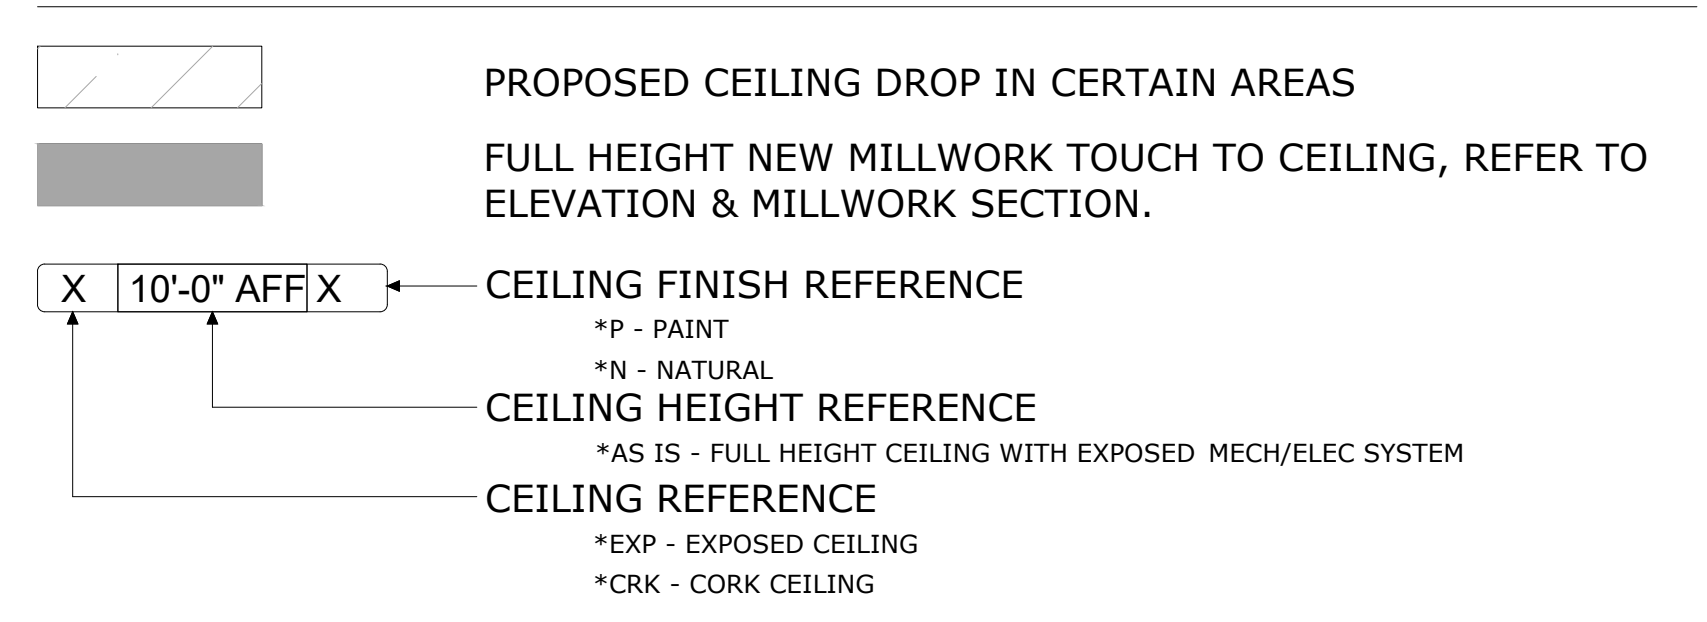 PROPOSED CEILING DROP IN CERTAIN AREAS
FULL HEIGHT NEW MILLWORK TOUCH TO CEILING, REFER TO
ELEVATION & MILLWORK SECTION.
X 10'-0" AFF X
CEILING FINISH REFERENCE
*P - PAINT
*N - NATURAL
CEILING HEIGHT REFERENCE
*AS IS - FULL HEIGHT CEILING WITH EXPOSED MECH/ELEC SYSTEM
CEILING REFERENCE
*EXP - EXPOSED CEILING
*CRK - CORK CEILING